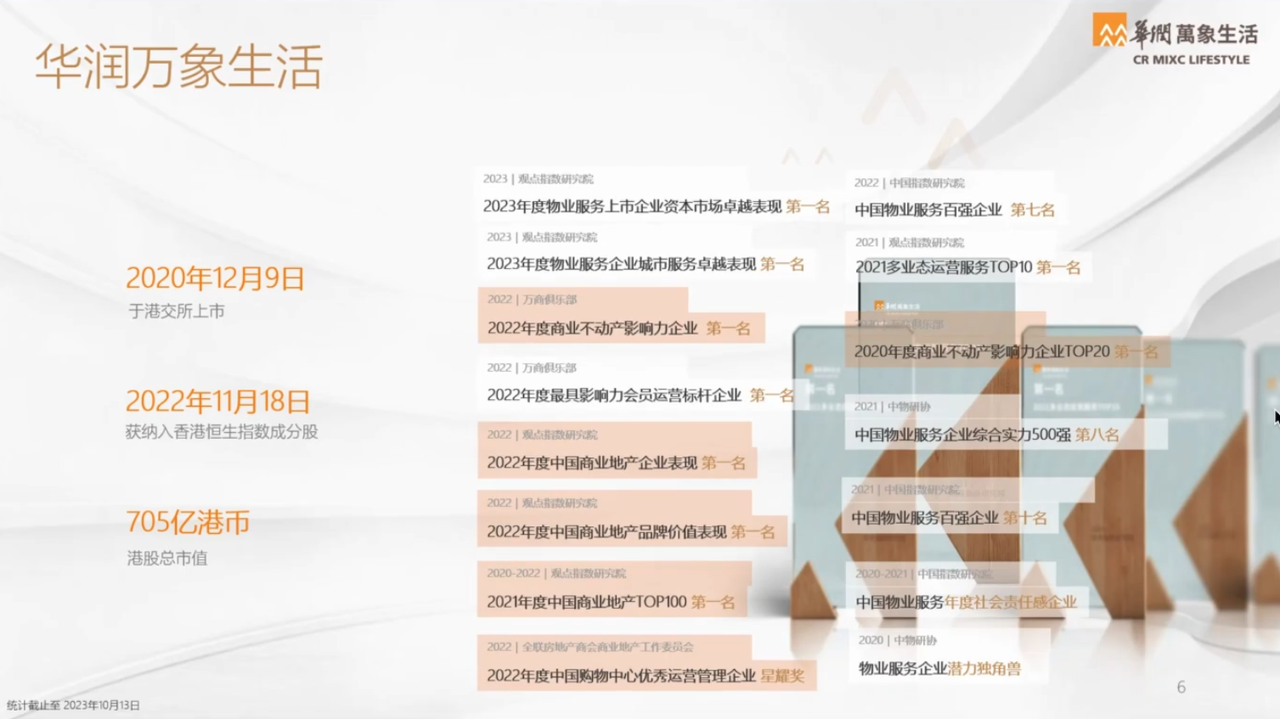 华润万象生活
華潤萬象生活
CR MIXC LIFESTYLE
2020年12月9日
于港交所上市
2022年11月18日
获纳入香港恒生指数成分股
705亿港币
港股总市值
2023 | 观点指数研究院
2023年度物业服务上市企业资本市场卓越表现 第一名
2023 | 观点指数研究院
2023年度物业服务企业城市服务卓越表现 第一名
2022 | 万商俱乐部
2022年度商业不动产影响力企业 第一名
2022 | 万商俱乐部
2022年度最具影响力会员运营标杆企业 第一名
2022 | 观点指数研究院
2022年度中国商业地产企业表现 第一名
2022 | 观点指数研究院
2022年度中国商业地产品牌价值表现 第一名
2020-2022 | 观点指数研究院
2021年度中国商业地产TOP100 第一名
2022 | 全联房地产商会商业地产工作委员会
2022年度中国购物中心优秀运营管理企业 星耀奖
2022 | 中国指数研究院
中国物业服务百强企业 第七名
2021 | 观点指数研究院
2021多业态运营服务TOP10 第一名
華潤萬象生活
俱乐部
2020年度商业不动产影响力企业TOP20 第一名
第一名
第一名
2021 | 中物研协
中国物业服务企业综合实力500强 第八名
2021 | 中国指数研究院
中国物业服务百强企业 第十名
2020-2021 | 中国指数研究院
中国物业服务年度社会责任感企业
2020 | 中物研协
物业服务企业潜力独角兽
6
统计截止至 2023年10月13日